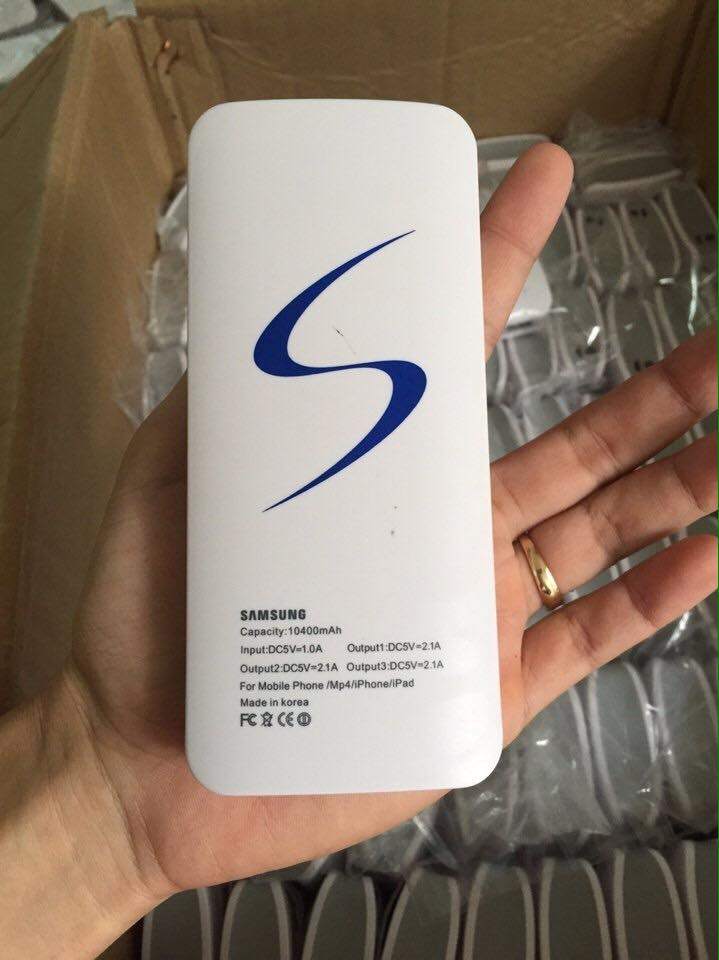 SAMSUNG
Capacity:10400mAh
Input:DC5V=1.0A Output1:DC5V=2.1A
Output2:DC5V=2.1A Output3:DC5V=2.1A
For Mobile Phone /Mp4/iPhone/iPad
Made in korea
FC CE